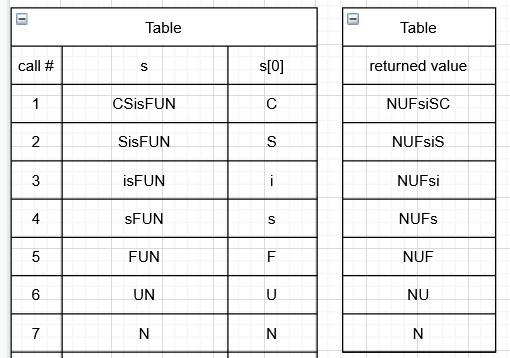 Table Table
call # s s[0] returned value
1 CSisFUN C NUFsiSC
2 SisFUN S NUFsiS
3 isFUN i NUFsi
4 sFUN s NUFs
5 FUN F NUF
6 UN U NU
7 N N N